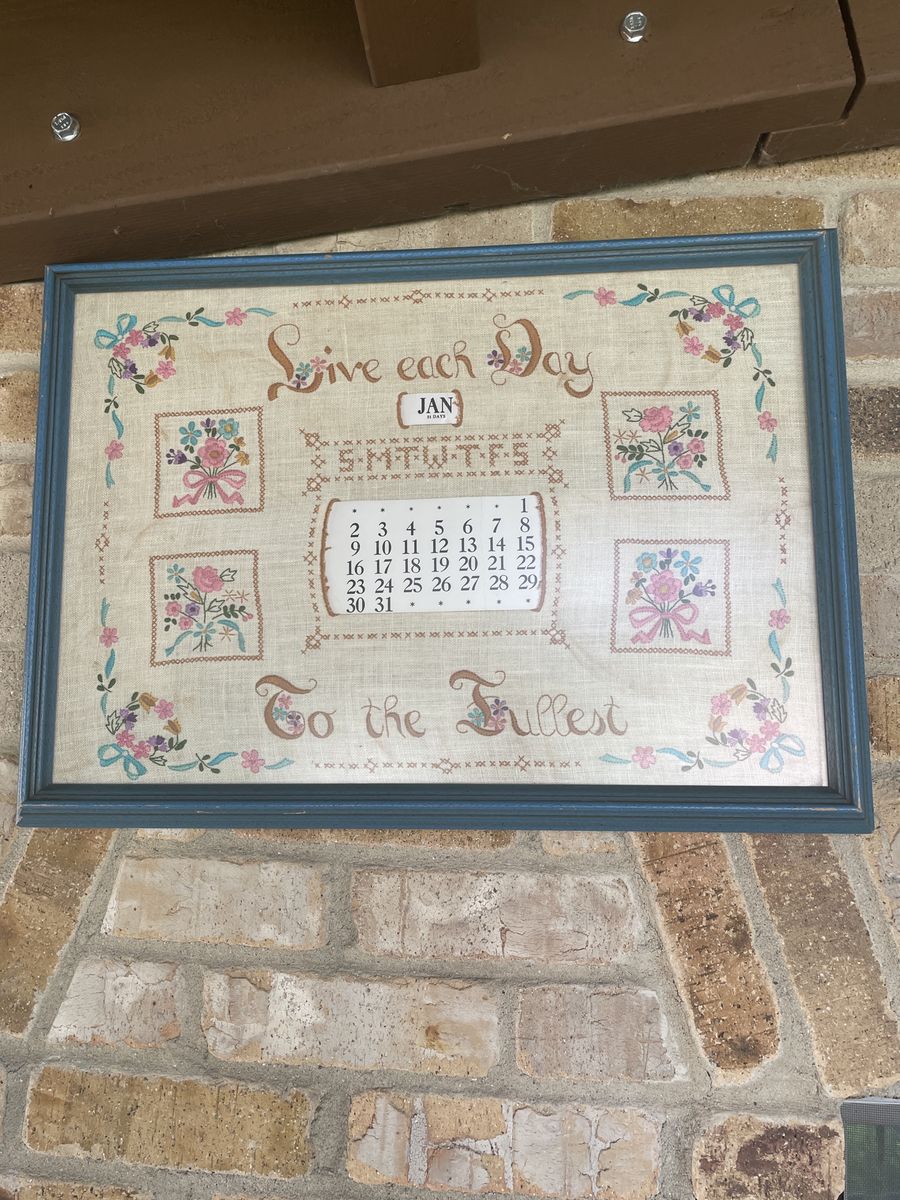 Live each Day
JAN
31 DAYS
S·M·T·W·T·F·S
* * * * * * 1
2 3 4 5 6 7 8
9 10 11 12 13 14 15
16 17 18 19 20 21 22
23 24 25 26 27 28 29
30 31 * * * * *
To the Fullest